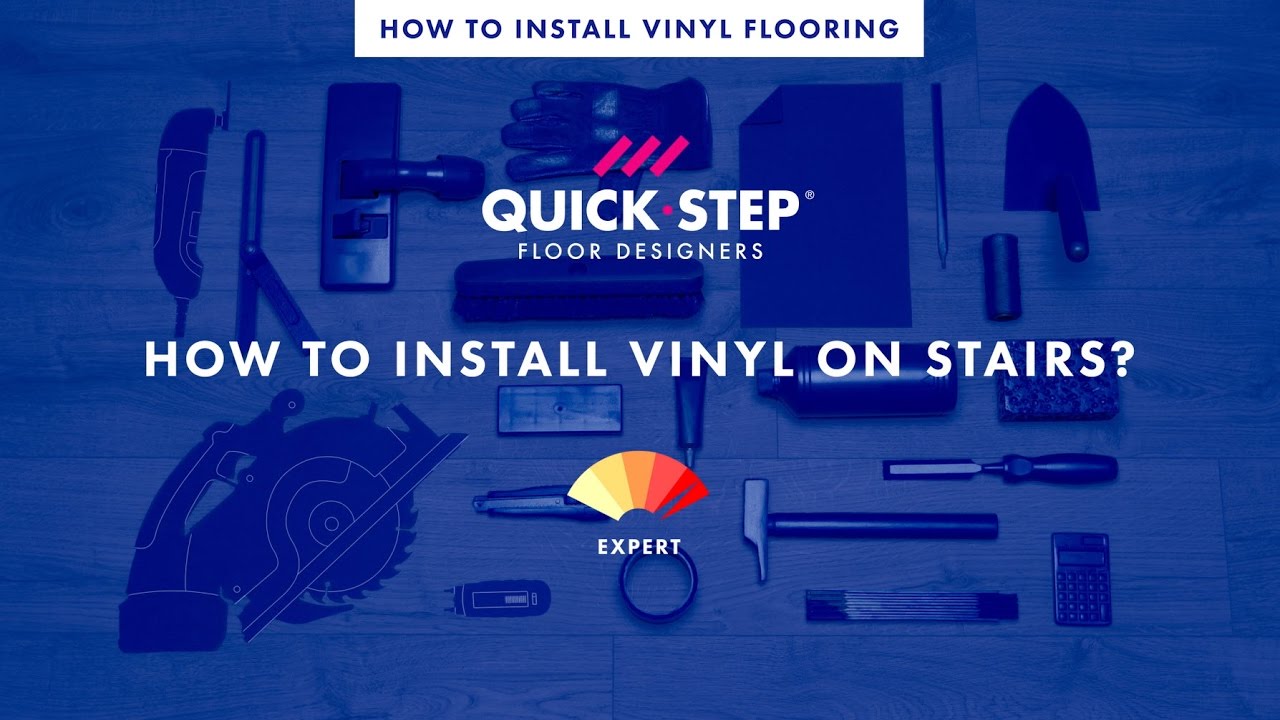 HOW TO INSTALL VINYL FLOORING
QUICK·STEP®
FLOOR DESIGNERS
HOW TO INSTALL VINYL ON STAIRS?
EXPERT